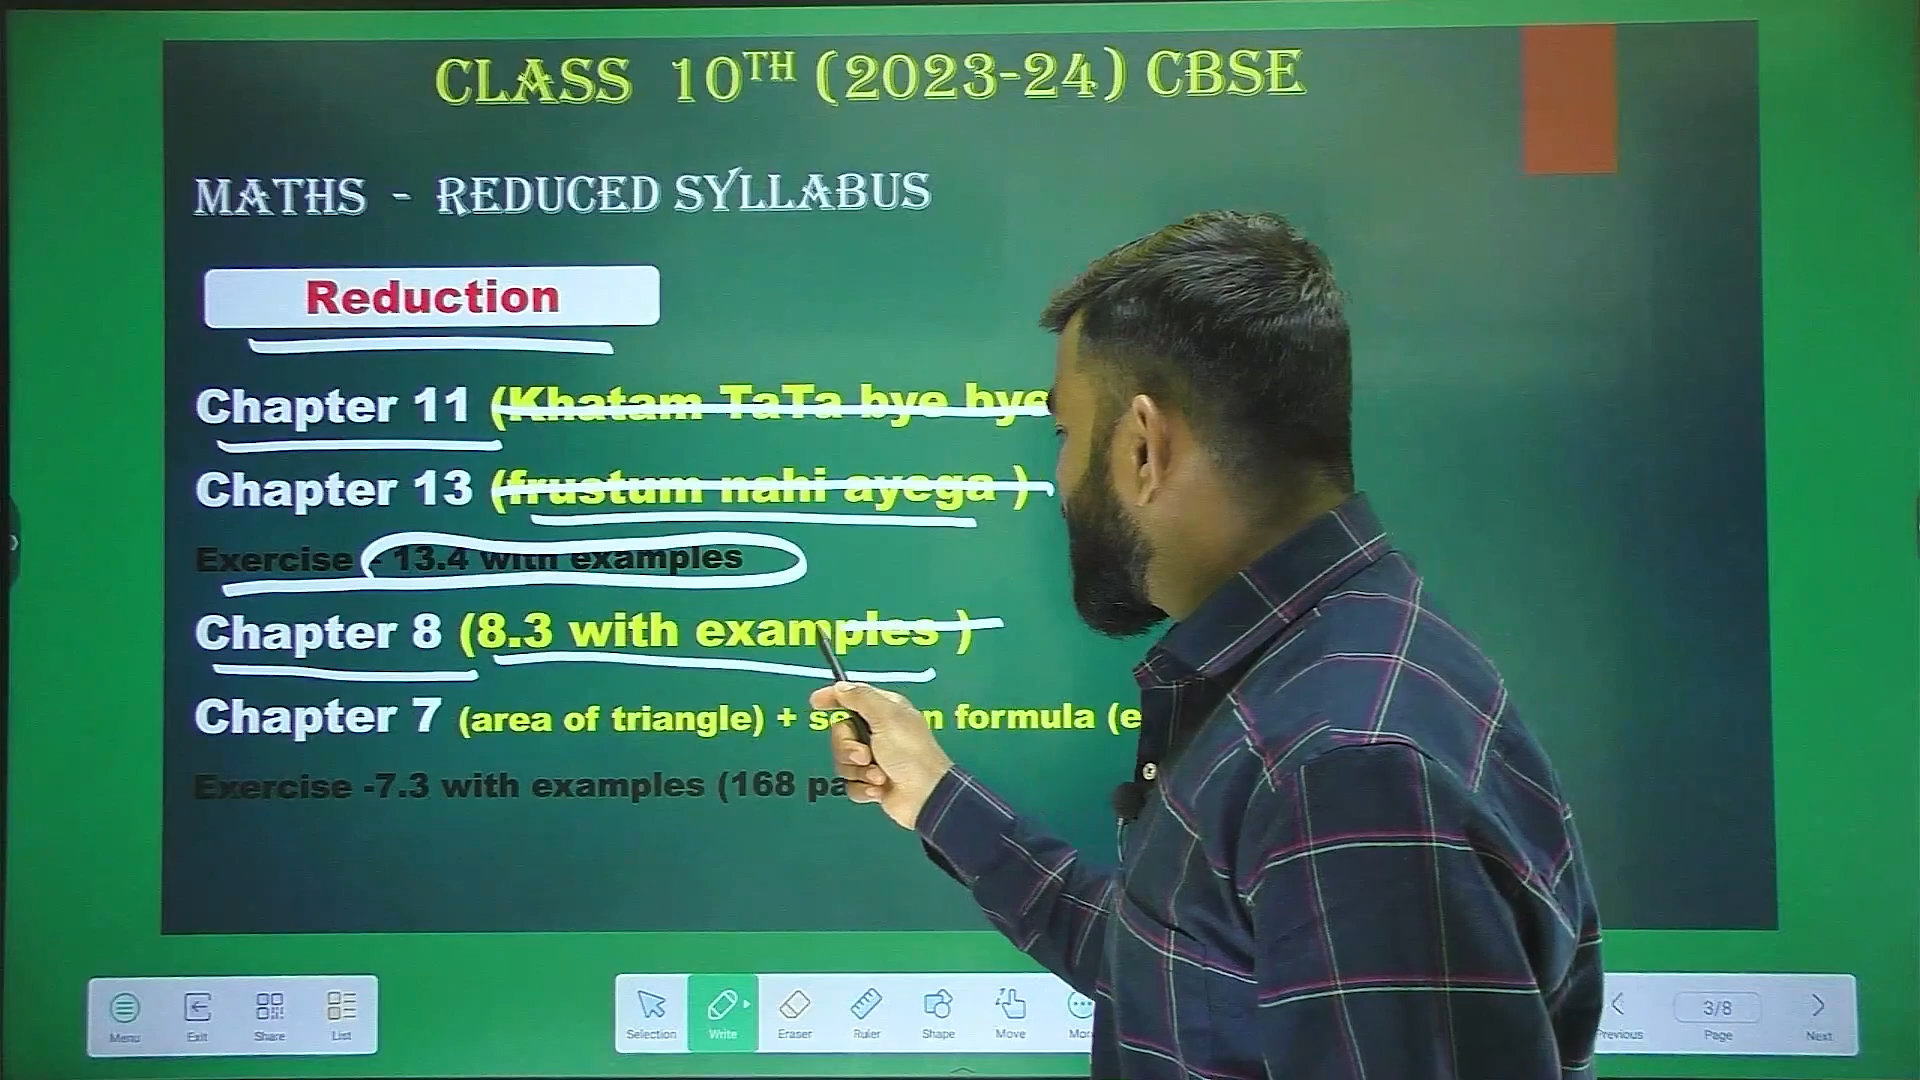 CLASS 10TH (2023-24) CBSE
MATHS - REDUCED SYLLABUS
Reduction
Chapter 11 (Khatam TaTa bye bye
Chapter 13 (frustum nahi ayega )
Exercise - 13.4 with examples
Chapter 8 (8.3 with examples )
Chapter 7 (area of triangle) + formula (e
Exercise -7.3 with examples (168
Menu Exit Share List Selection Write Eraser Ruler Shape Move Previous 3/8 Page Next